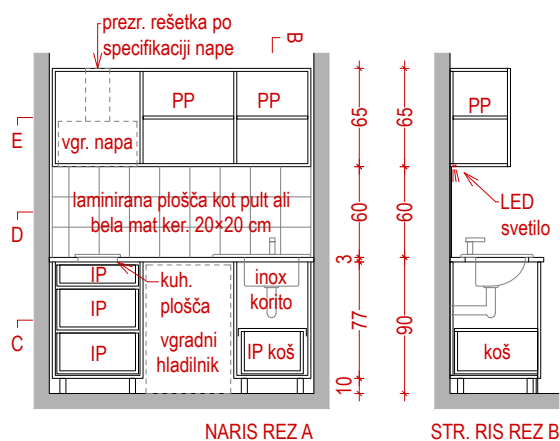 prezr. rešetka po
specifikaciji nape
B
PP
PP
PP
E
vgr. napa
65
65
laminirana plošča kot pult ali
bela mat ker. 20×20 cm
D
60
60
LED
svetilo
3
IP
kuh.
plošča
inox
korito
IP
77
90
C
vgradni
hladilnik
IP
IP koš
koš
10
NARIS REZ A
STR. RIS REZ B